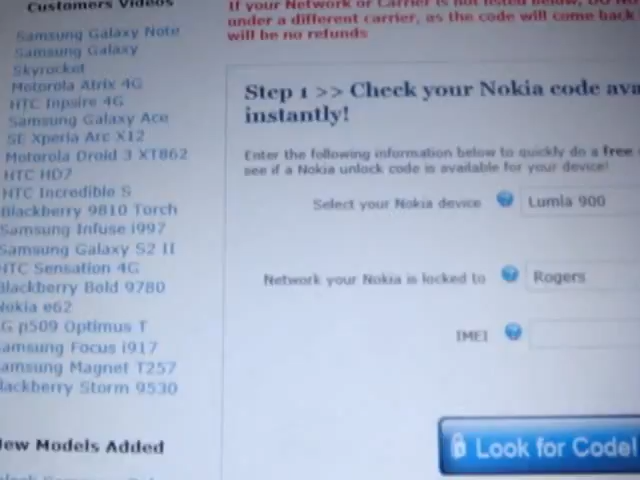 Customers Videos
Samsung Galaxy Note
Samsung Galaxy
Skyrocket
Motorola Atrix 4G
HTC Inpsire 4G
Samsung Galaxy Ace
SE Xperia Arc X12
Motorola Droid 3 XT862
HTC HD7
HTC Incredible S
Blackberry 9810 Torch
Samsung Infuse i997
Samsung Galaxy S2 II
HTC Sensation 4G
Blackberry Bold 9780
Nokia e62
G p509 Optimus T
amsung Focus i917
amsung Magnet T257
lackberry Storm 9530
ew Models Added
If your Network or Carrier is not listed below, DO NO
under a different carrier, as the code will come back
will be no refunds
Step 1 >> Check your Nokia code ava
instantly!
Enter the following information below to quickly do a free
see if a Nokia unlock code is available for your device!
Select your Nokia device ? Lumia 900
Network your Nokia is locked to ? Rogers
IMEI ?
Look for Code!